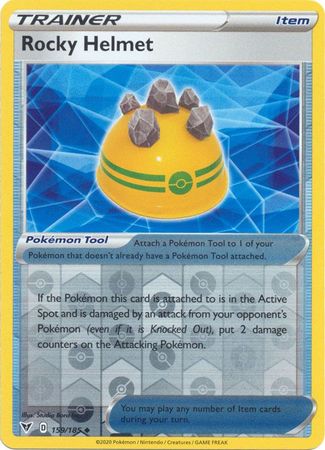 TRAINER Item
Rocky Helmet
Pokémon Tool Attach a Pokémon Tool to 1 of your
Pokémon that doesn't already have a Pokémon Tool attached.
If the Pokémon this card is attached to is in the Active
Spot and is damaged by an attack from your opponent's
Pokémon (even if it is Knocked Out), put 2 damage
counters on the Attacking Pokémon.
Illus. Studio Bora
D 159/185
You may play any number of Item cards
during your turn.
©2020 Pokémon / Nintendo / Creatures / GAME FREAK